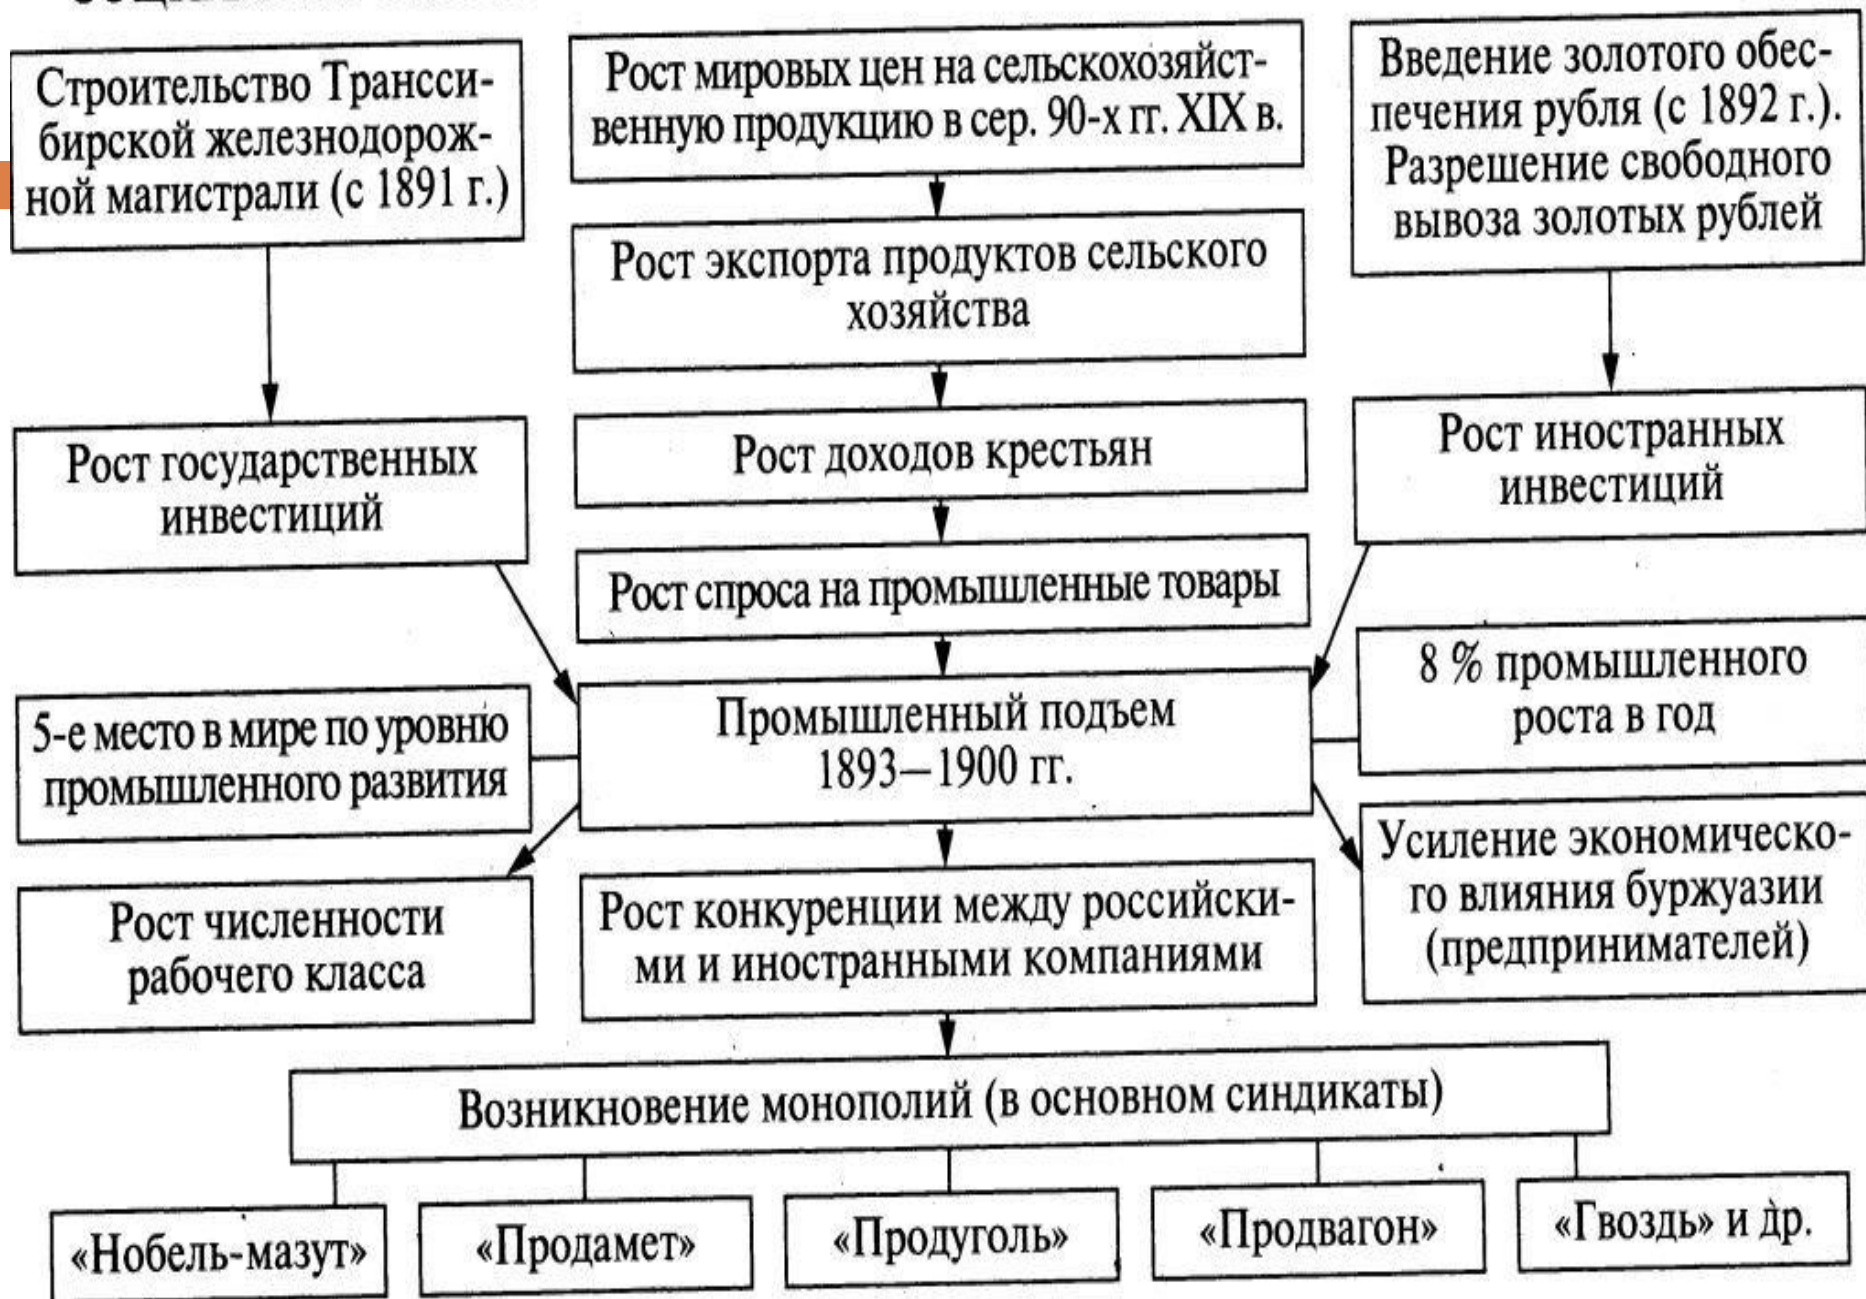 Строительство Трансси-
бирской железнодорож-
ной магистрали (с 1891 г.)
Рост мировых цен на сельскохозяйст-
венную продукцию в сер. 90-х гг. XIX в.
Введение золотого обес-
печения рубля (с 1892 г.).
Разрешение свободного
вывоза золотых рублей
Рост экспорта продуктов сельского
хозяйства
Рост государственных
инвестиций
Рост доходов крестьян
Рост иностранных
инвестиций
Рост спроса на промышленные товары
5-е место в мире по уровню
промышленного развития
Промышленный подъем
1893—1900 гг.
8 % промышленного
роста в год
Рост численности
рабочего класса
Рост конкуренции между российски-
ми и иностранными компаниями
Усиление экономическо-
го влияния буржуазии
(предпринимателей)
Возникновение монополий (в основном синдикаты)
«Нобель-мазут»
«Продамет»
«Продуголь»
«Продвагон»
«Гвоздь» и др.